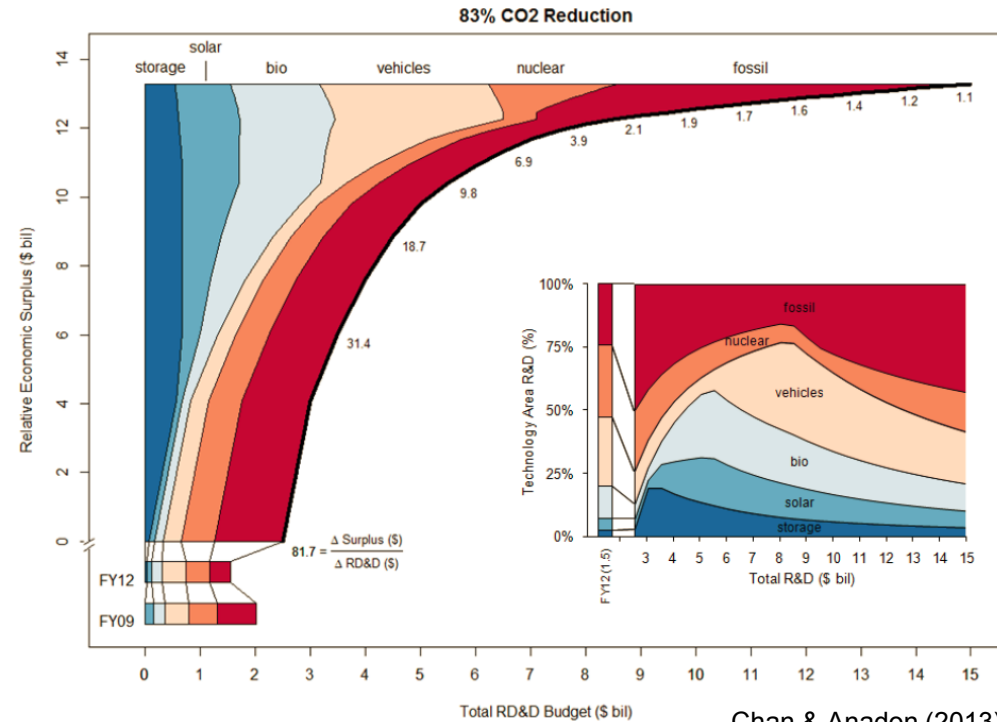 83% CO2 Reduction
storage solar bio vehicles nuclear fossil
14
12
10
8
6
4
2
0
Relative Economic Surplus ($ bil)
1.1
1.2
1.4
1.6
1.7
1.9
2.1
3.9
6.9
9.8
18.7
31.4
81.7 = Δ Surplus ($)
Δ RD&D ($)
FY12
FY09
0 1 2 3 4 5 6 7 8 9 10 11 12 13 14 15
Total RD&D Budget ($ bil)
100%
75%
50%
25%
0%
Technology Area R&D (%)
fossil
nuclear
vehicles
bio
solar
storage
FY12 (1.5)
3 4 5 6 7 8 9 10 11 12 13 14 15
Total R&D ($ bil)
Chan & Anadon (2013)